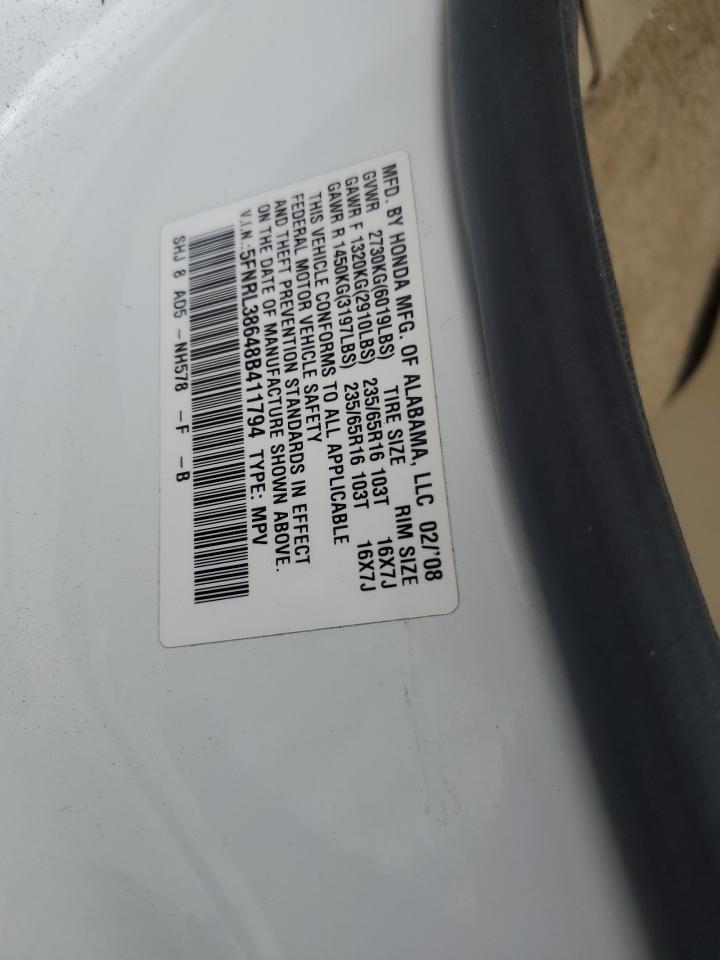 MFD. BY HONDA MFG. OF ALABAMA, LLC 02/'08
GVWR 2730KG(6019LBS) TIRE SIZE RIM SIZE
GAWR F 1320KG(2910LBS) 235/65R16 103T 16X7J
GAWR R 1450KG(3197LBS) 235/65R16 103T 16X7J
THIS VEHICLE CONFORMS TO ALL APPLICABLE
FEDERAL MOTOR VEHICLE SAFETY
AND THEFT PREVENTION STANDARDS IN EFFECT
ON THE DATE OF MANUFACTURE SHOWN ABOVE.
V.I.N.:5FNRL38648B411794 TYPE: MPV
SHJ 8 A05 -NH578 -F -B